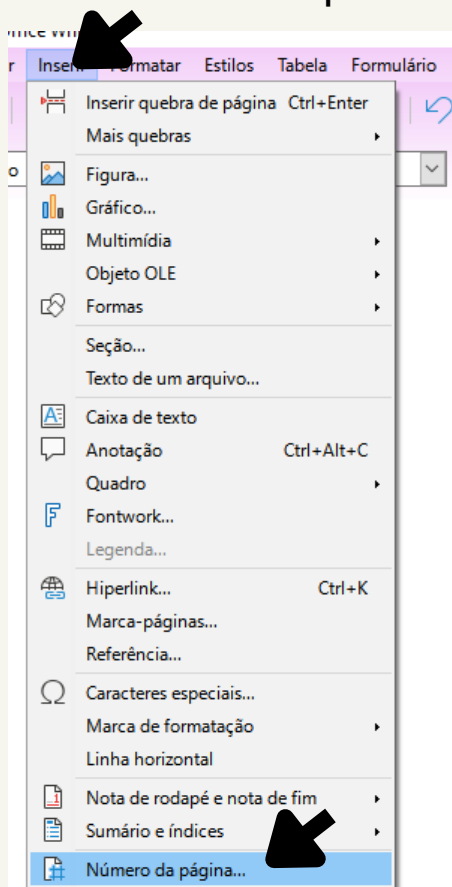 Formatar Estilos Tabela Formulário
Inserir quebra de página Ctrl+Enter
Mais quebras
Figura...
Gráfico...
Multimídia
Objeto OLE
Formas
Seção...
Texto de um arquivo...
Caixa de texto
Anotação Ctrl+Alt+C
Quadro
Fontwork...
Legenda...
Hiperlink... Ctrl+K
Marca-páginas...
Referência...
Caracteres especiais...
Marca de formatação
Linha horizontal
Nota de rodapé e nota de fim
Sumário e índices
Número da página...